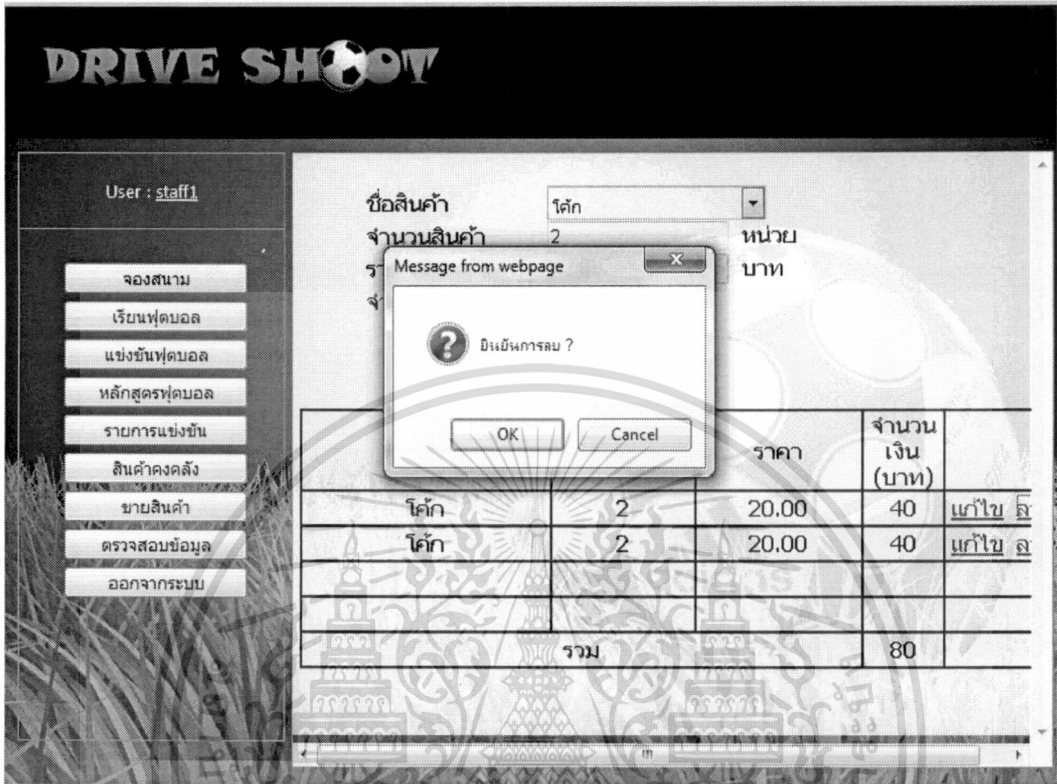 DRIVE SHOOT
User : staff1
จองสนาม
เรียนฟุตบอล
แข่งขันฟุตบอล
หลักสูตรฟุตบอล
รายการแข่งขัน
สินค้าคงคลัง
ขายสินค้า
ตรวจสอบข้อมูล
ออกจากระบบ
ชื่อสินค้า โค้ก
จำนวนสินค้า 2 หน่วย
บาท
Message from webpage
ยืนยันการลบ ?
OK Cancel
ราคา จำนวนเงิน (บาท)
โค้ก 2 20.00 40 แก้ไข
โค้ก 2 20.00 40 แก้ไข
รวม 80